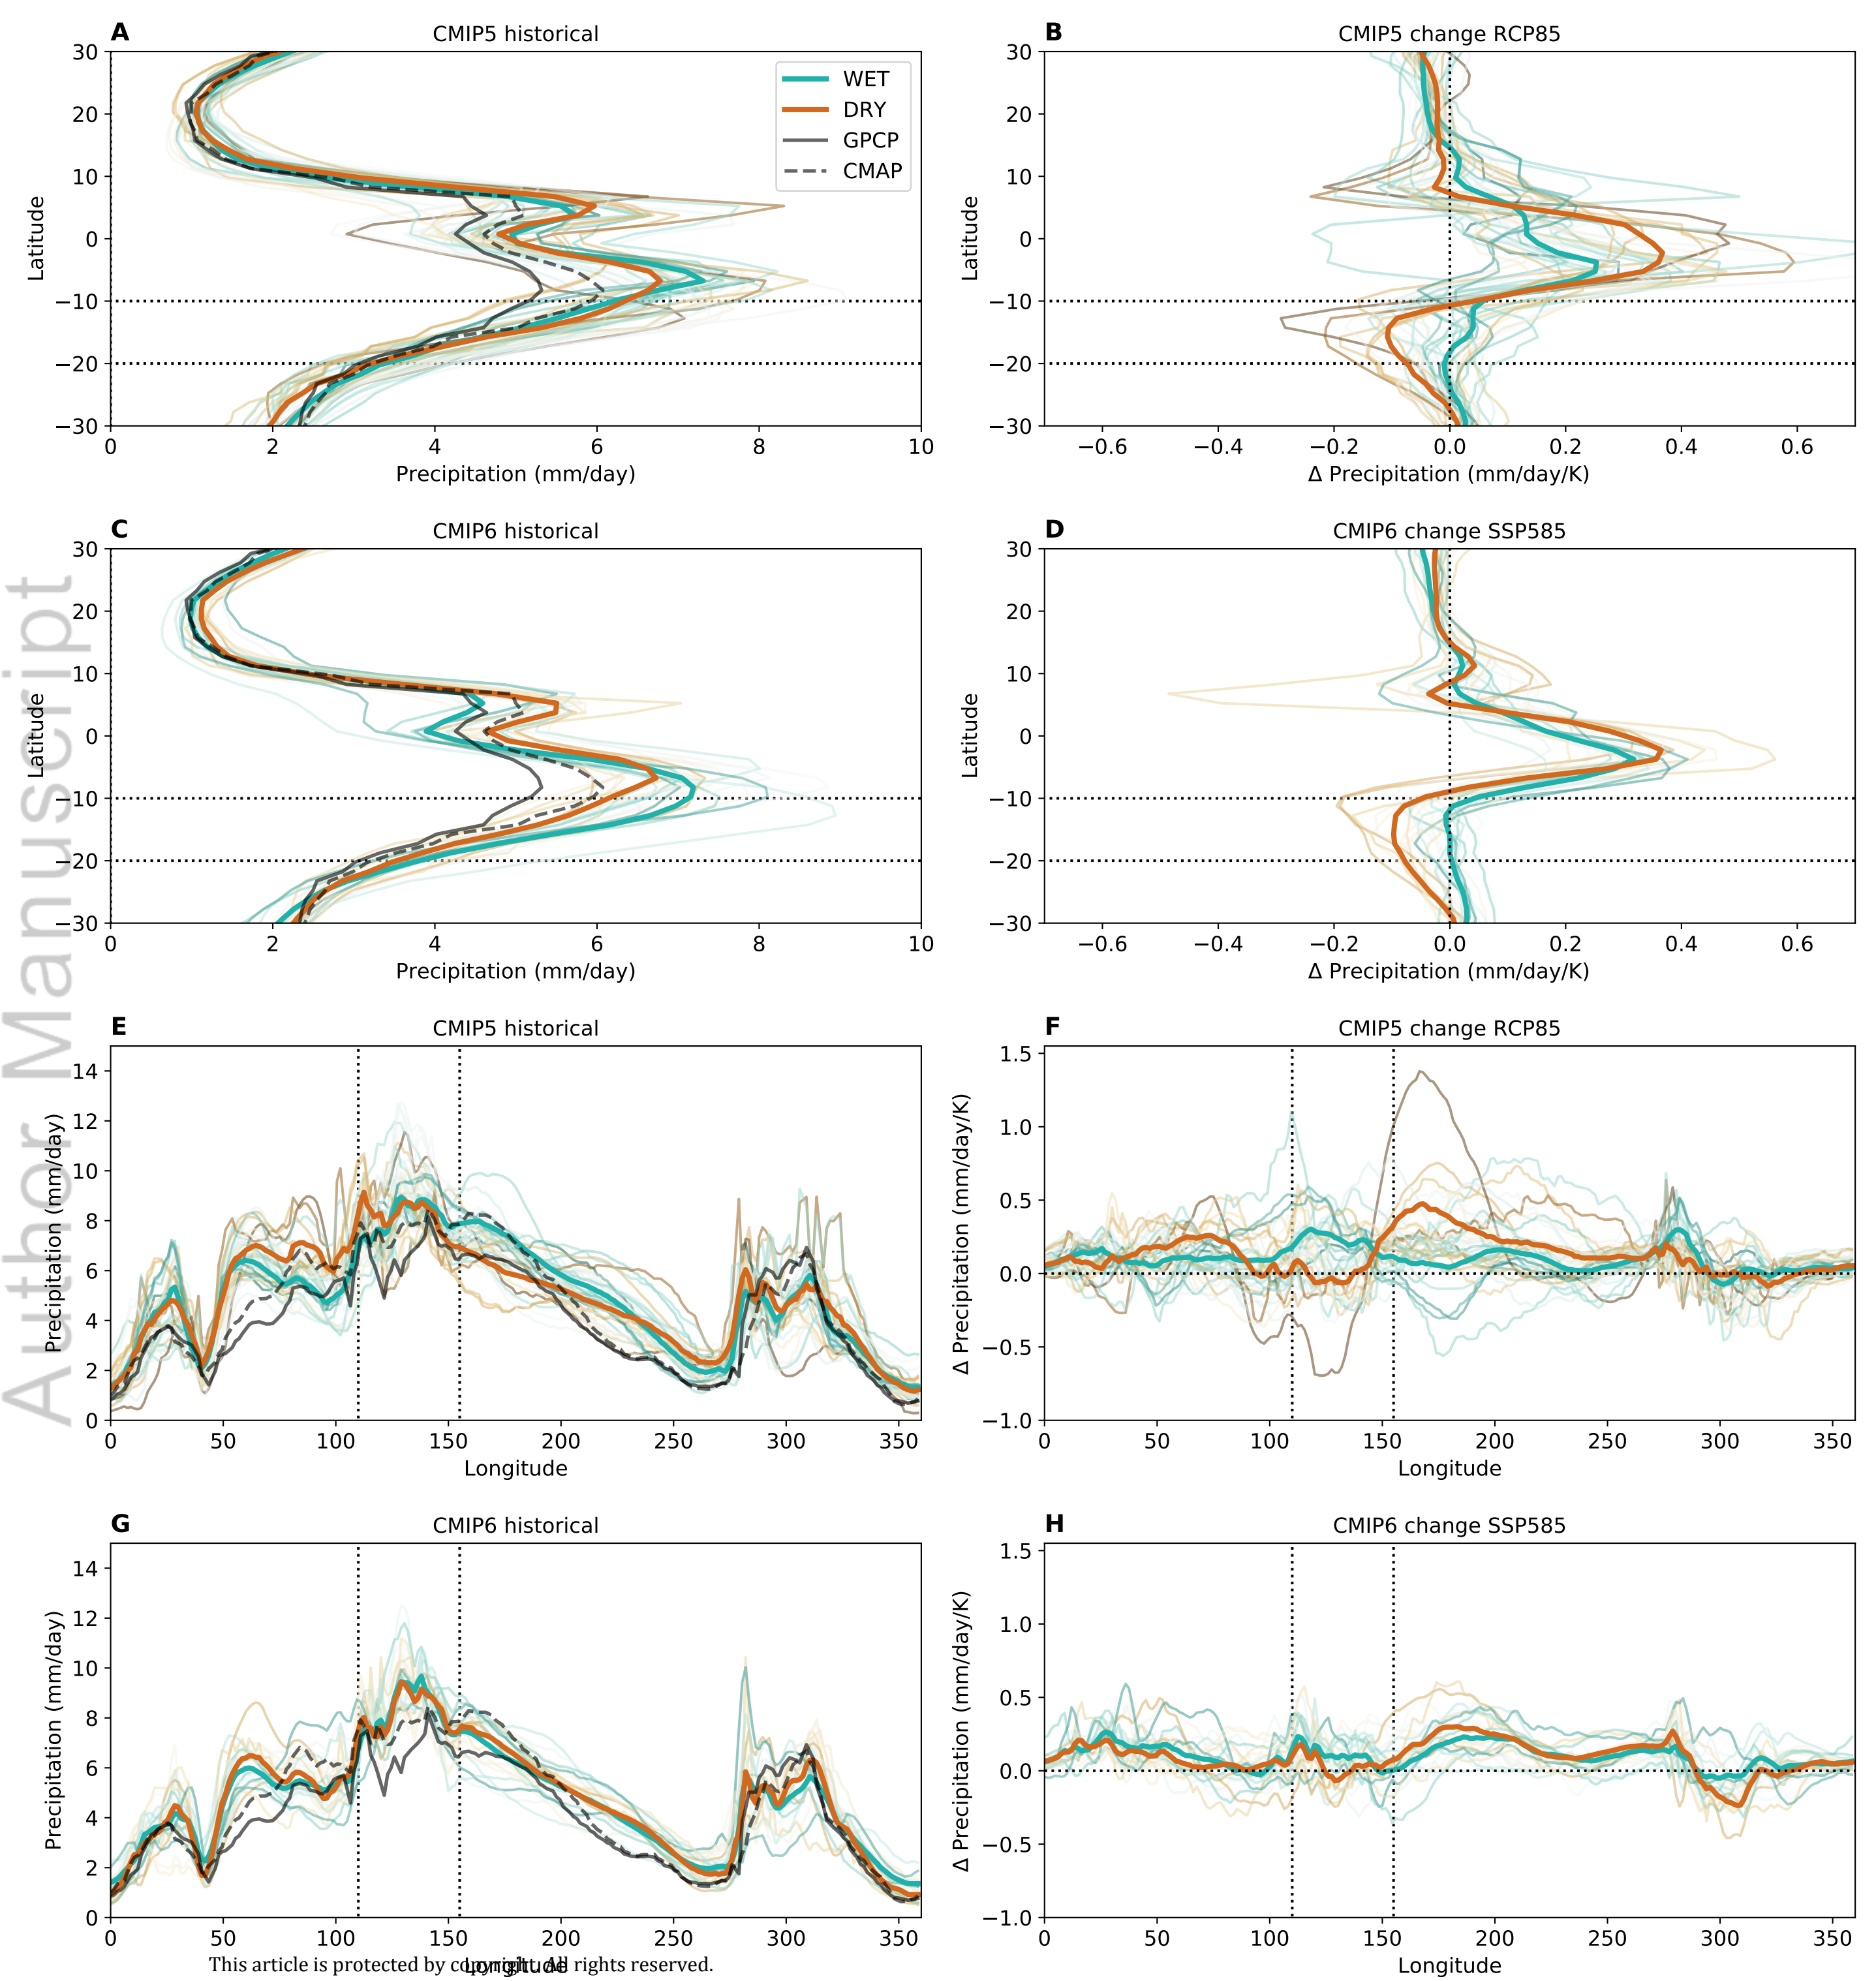 A
CMIP5 historical
30
20
10
0
−10
−20
−30
Latitude
WET
DRY
GPCP
CMAP
0 2 4 6 8 10
Precipitation (mm/day)
B
CMIP5 change RCP85
30
20
10
0
−10
−20
−30
Latitude
−0.6 −0.4 −0.2 0.0 0.2 0.4 0.6
Δ Precipitation (mm/day/K)
C
CMIP6 historical
30
20
10
0
−10
−20
−30
Latitude
0 2 4 6 8 10
Precipitation (mm/day)
D
CMIP6 change SSP585
30
20
10
0
−10
−20
−30
Latitude
−0.6 −0.4 −0.2 0.0 0.2 0.4 0.6
Δ Precipitation (mm/day/K)
Author Manuscript
E
CMIP5 historical
14
12
10
8
6
4
2
0
Precipitation (mm/day)
0 50 100 150 200 250 300 350
Longitude
F
CMIP5 change RCP85
1.5
1.0
0.5
0.0
−0.5
−1.0
Δ Precipitation (mm/day/K)
0 50 100 150 200 250 300 350
Longitude
G
CMIP6 historical
14
12
10
8
6
4
2
0
Precipitation (mm/day)
0 50 100 150 200 250 300 350
Longitude
H
CMIP6 change SSP585
1.5
1.0
0.5
0.0
−0.5
−1.0
Δ Precipitation (mm/day/K)
0 50 100 150 200 250 300 350
Longitude
This article is protected by copyright. All rights reserved.